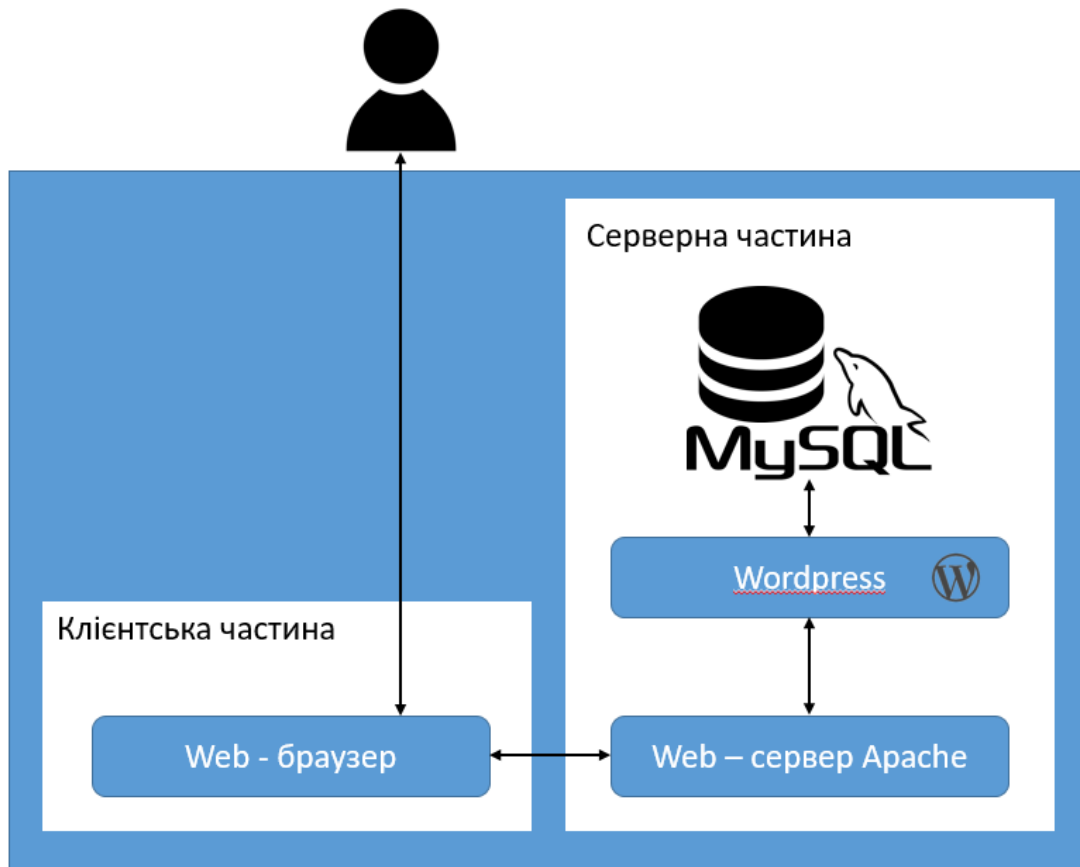 Серверна частина
MySQL
Wordpress
Клієнтська частина
Web - браузер
Web – сервер Apache